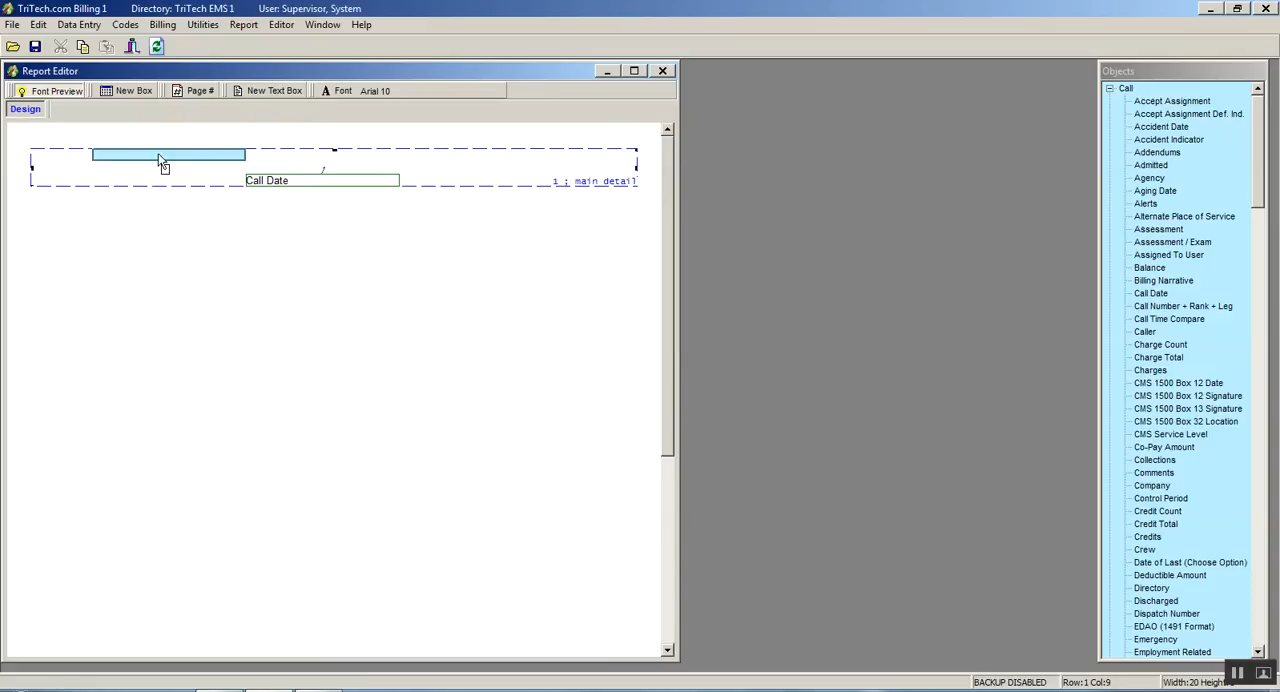 TriTech.com Billing 1 Directory: TriTech EMS 1 User: Supervisor, System
File Edit Data Entry Codes Billing Utilities Report Editor Window Help
Report Editor
Font Preview New Box Page # New Text Box Font Arial 10
Design
Call Date
1 : main detail
Objects
Call
Accept Assignment
Accept Assignment Def. Ind.
Accident Date
Accident Indicator
Addendums
Admitted
Agency
Aging Date
Alerts
Alternate Place of Service
Assessment
Assessment / Exam
Assigned To User
Balance
Billing Narrative
Call Date
Call Number + Rank + Leg
Call Time Compare
Caller
Charge Count
Charge Total
Charges
CMS 1500 Box 12 Date
CMS 1500 Box 12 Signature
CMS 1500 Box 13 Signature
CMS 1500 Box 32 Location
CMS Service Level
Co-Pay Amount
Collections
Comments
Company
Control Period
Credit Count
Credit Total
Credits
Crew
Date of Last (Choose Option)
Deductible Amount
Directory
Discharged
Dispatch Number
EDAO (1491 Format)
Emergency
Employment Related
BACKUP DISABLED Row:1 Col:9 Width:20